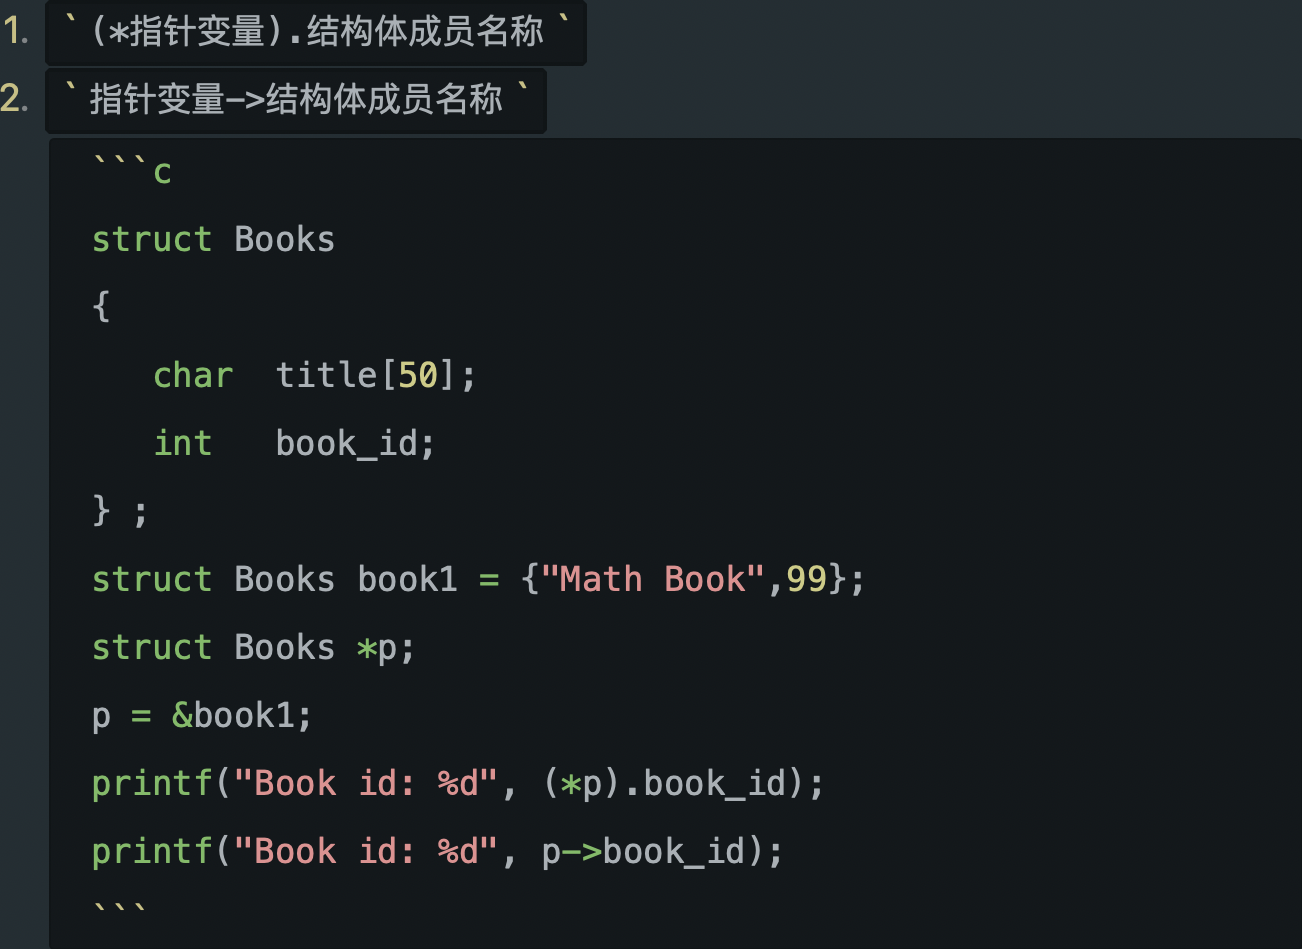 1. `(*指针变量).结构体成员名称`
2. `指针变量->结构体成员名称`
```c
struct Books
{
   char  title[50];
   int   book_id;
} ;
struct Books book1 = {"Math Book",99};
struct Books *p;
p = &book1;
printf("Book id: %d", (*p).book_id);
printf("Book id: %d", p->book_id);
```